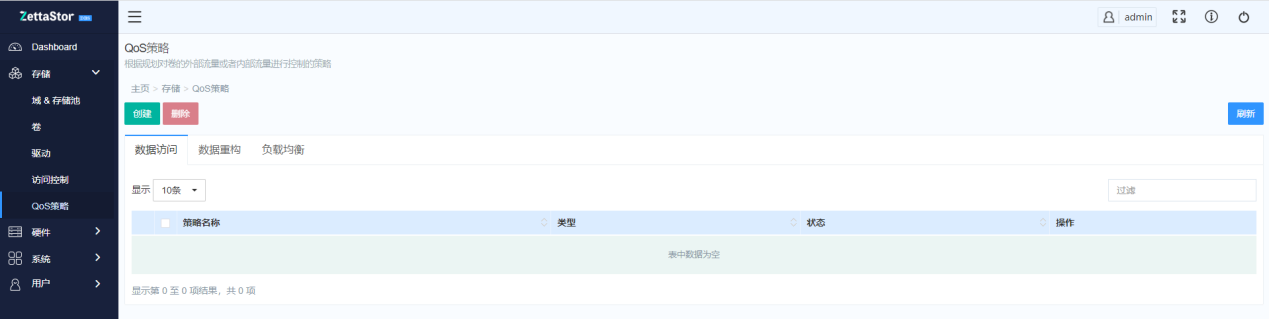 ZettaStor
admin
Dashboard
存储
域 & 存储池
卷
驱动
访问控制
QoS策略
硬件
系统
用户
QoS策略
根据规划对卷的外部流量或者内部流量进行控制的策略
主页 > 存储 > QoS策略
创建 删除 刷新
数据访问 数据重构 负载均衡
显示 10条 过滤
策略名称 类型 状态 操作
表中数据为空
显示第 0 至 0 项结果，共 0 项